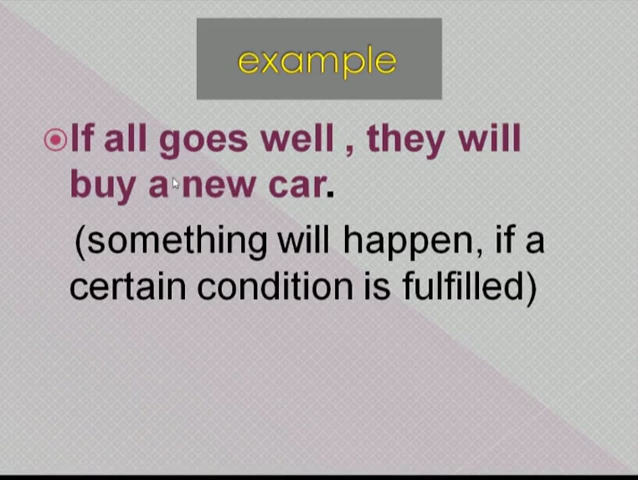 example
If all goes well , they will
buy a new car.
(something will happen, if a
certain condition is fulfilled)